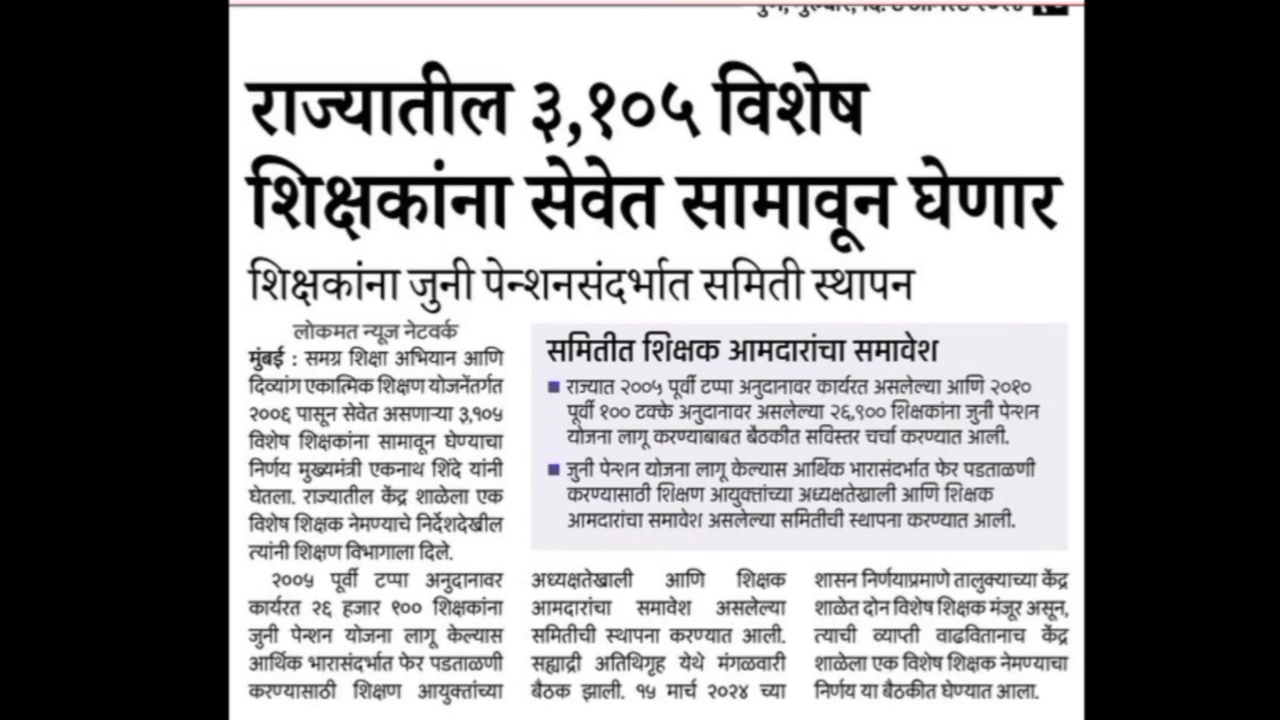 राज्यातील ३,१०५ विशेष
शिक्षकांना सेवेत सामावून घेणार
शिक्षकांना जुनी पेन्शनसंदर्भात समिती स्थापन
लोकमत न्यूज नेटवर्क
मुंबई : समग्र शिक्षा अभियान आणि
दिव्यांग एकात्मिक शिक्षण योजनेंतर्गत
२००६ पासून सेवेत असणाऱ्या ३,१०५
विशेष शिक्षकांना सामावून घेण्याचा
निर्णय मुख्यमंत्री एकनाथ शिंदे यांनी
घेतला. राज्यातील केंद्र शाळेला एक
विशेष शिक्षक नेमण्याचे निर्देशदेखील
त्यांनी शिक्षण विभागाला दिले.
२००५ पूर्वी टप्पा अनुदानावर
कार्यरत २६ हजार ९०० शिक्षकांना
जुनी पेन्शन योजना लागू केल्यास
आर्थिक भारासंदर्भात फेर पडताळणी
करण्यासाठी शिक्षण आयुक्तांच्या
समितीत शिक्षक आमदारांचा समावेश
■ राज्यात २००५ पूर्वी टप्पा अनुदानावर कार्यरत असलेल्या आणि २०१०
पूर्वी १०० टक्के अनुदानावर असलेल्या २६,९०० शिक्षकांना जुनी पेन्शन
योजना लागू करण्याबाबत बैठकीत सविस्तर चर्चा करण्यात आली.
■ जुनी पेन्शन योजना लागू केल्यास आर्थिक भारासंदर्भात फेर पडताळणी
करण्यासाठी शिक्षण आयुक्तांच्या अध्यक्षतेखाली आणि शिक्षक
आमदारांचा समावेश असलेल्या समितीची स्थापना करण्यात आली.
अध्यक्षतेखाली आणि शिक्षक
आमदारांचा समावेश असलेल्या
समितीची स्थापना करण्यात आली.
सह्याद्री अतिथिगृह येथे मंगळवारी
बैठक झाली. १५ मार्च २०२४ च्या
शासन निर्णयाप्रमाणे तालुक्याच्या केंद्र
शाळेत दोन विशेष शिक्षक मंजूर असून,
त्याची व्याप्ती वाढवितानाच केंद्र
शाळेला एक विशेष शिक्षक नेमण्याचा
निर्णय या बैठकीत घेण्यात आला.